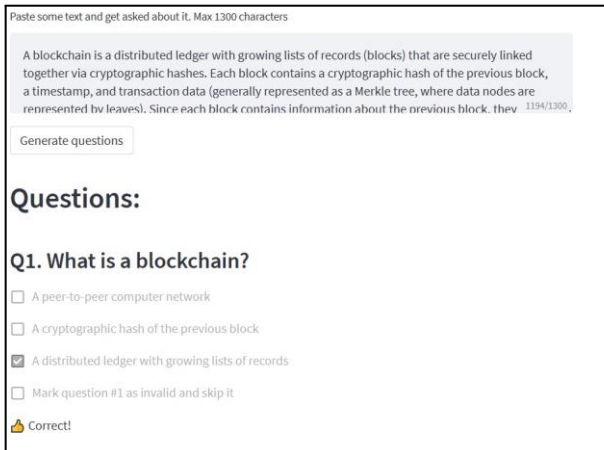 Paste some text and get asked about it. Max 1300 characters
A blockchain is a distributed ledger with growing lists of records (blocks) that are securely linked
together via cryptographic hashes. Each block contains a cryptographic hash of the previous block,
a timestamp, and transaction data (generally represented as a Merkle tree, where data nodes are
represented by leaves). Since each block contains information about the previous block, they 1194/1300
Generate questions
Questions:
Q1. What is a blockchain?
A peer-to-peer computer network
A cryptographic hash of the previous block
A distributed ledger with growing lists of records
Mark question #1 as invalid and skip it
👍 Correct!